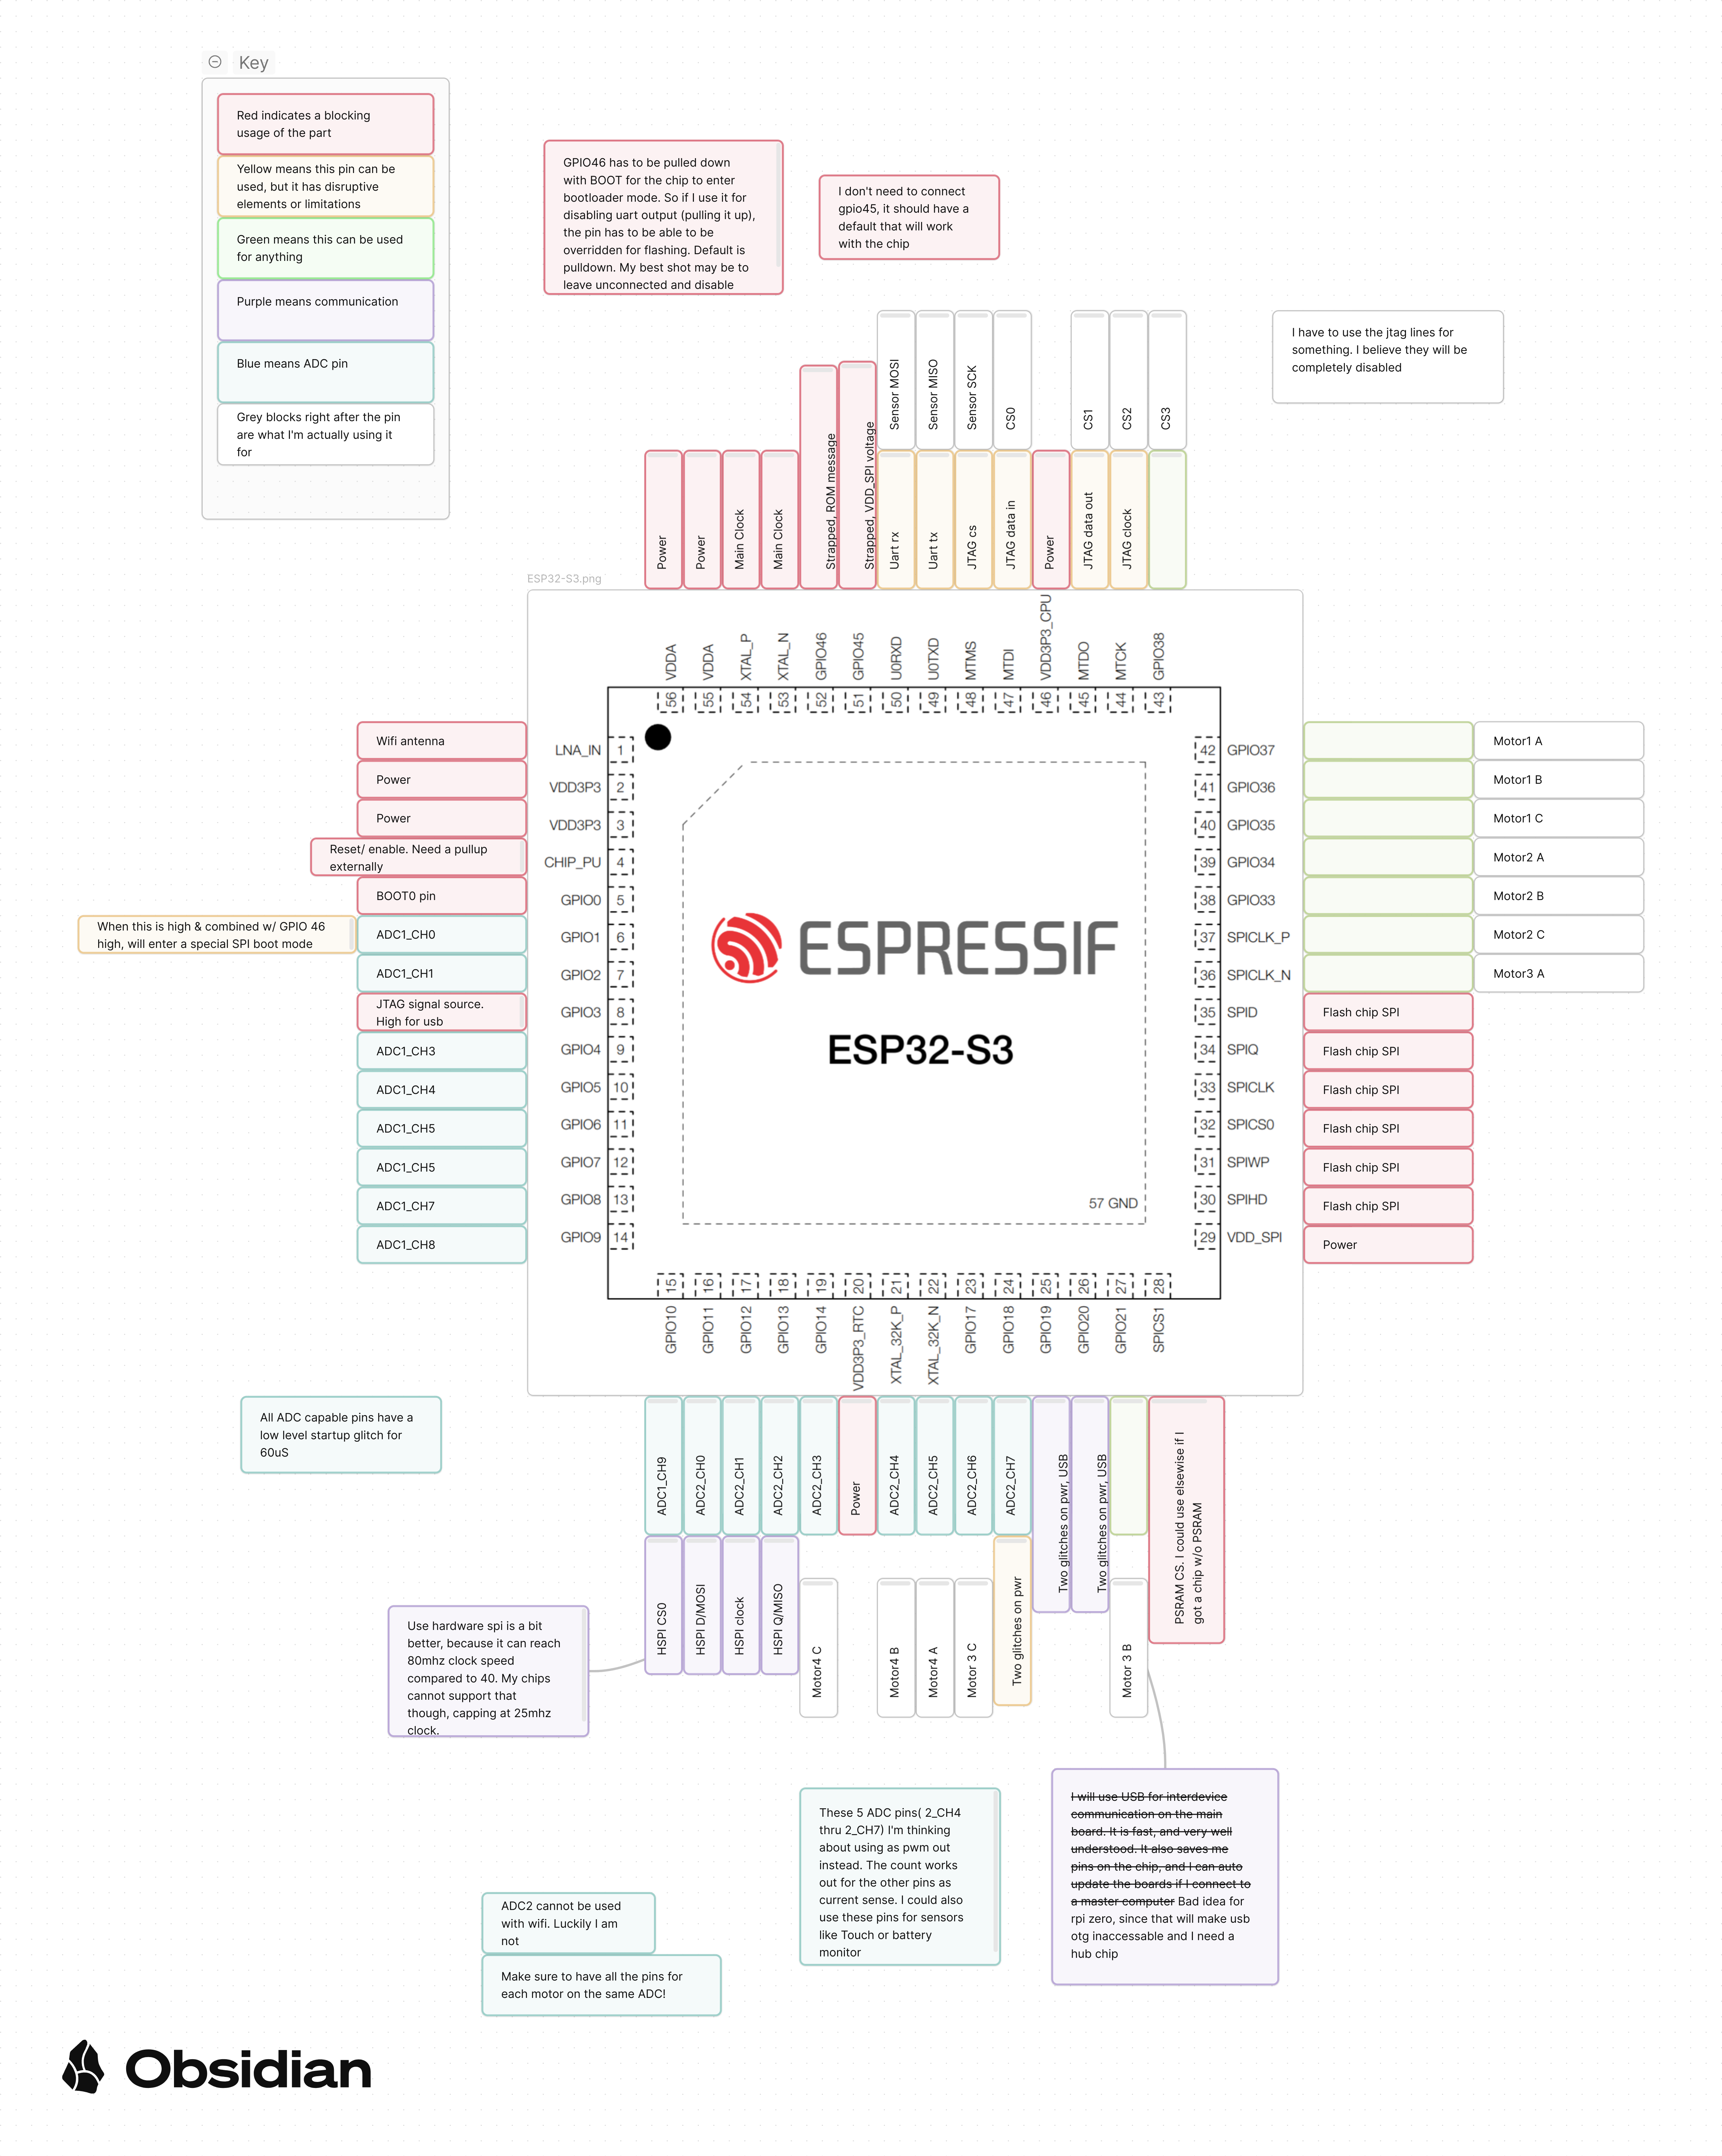 Key
Red indicates a blocking
usage of the part
Yellow means this pin can be
used, but it has disruptive
elements or limitations
Green means this can be used
for anything
Purple means communication
Blue means ADC pin
Grey blocks right after the pin
are what I'm actually using it
for
GPIO46 has to be pulled down
with BOOT for the chip to enter
bootloader mode. So if I use it for
disabling uart output (pulling it up),
the pin has to be able to be
overridden for flashing. Default is
pulldown. My best shot may be to
leave unconnected and disable
I don't need to connect
gpio45, it should have a
default that will work
with the chip
I have to use the jtag lines for
something. I believe they will be
completely disabled
Sensor MOSI
Sensor MISO
Sensor SCK
CS0
CS1
CS2
CS3
Power
Power
Main Clock
Main Clock
Strapped, ROM message
Strapped, VDD_SPI voltage
Uart rx
Uart tx
JTAG cs
JTAG data in
Power
JTAG data out
JTAG clock
ESP32-S3.png
VDDA
VDDA
XTAL_P
XTAL_N
GPIO46
GPIO45
U0RXD
U0TXD
MTMS
MTDI
VDD3P3_CPU
MTDO
MTCK
GPIO38
56
55
54
53
52
51
50
49
48
47
46
45
44
43
Wifi antenna
LNA_IN 1
Power
VDD3P3 2
Power
VDD3P3 3
Reset/ enable. Need a pullup
externally
CHIP_PU 4
BOOT0 pin
GPIO0 5
When this is high & combined w/ GPIO 46
high, will enter a special SPI boot mode
ADC1_CH0
GPIO1 6
ADC1_CH1
GPIO2 7
JTAG signal source.
High for usb
GPIO3 8
ADC1_CH3
GPIO4 9
ADC1_CH4
GPIO5 10
ADC1_CH5
GPIO6 11
ADC1_CH5
GPIO7 12
ADC1_CH7
GPIO8 13
ADC1_CH8
GPIO9 14
ESPRESSIF
ESP32-S3
57 GND
42 GPIO37
Motor1 A
41 GPIO36
Motor1 B
40 GPIO35
Motor1 C
39 GPIO34
Motor2 A
38 GPIO33
Motor2 B
37 SPICLK_P
Motor2 C
36 SPICLK_N
Motor3 A
35 SPID
Flash chip SPI
34 SPIQ
Flash chip SPI
33 SPICLK
Flash chip SPI
32 SPICS0
Flash chip SPI
31 SPIWP
Flash chip SPI
30 SPIHD
Flash chip SPI
29 VDD_SPI
Power
15
16
17
18
19
20
21
22
23
24
25
26
27
28
GPIO10
GPIO11
GPIO12
GPIO13
GPIO14
VDD3P3_RTC
XTAL_32K_P
XTAL_32K_N
GPIO17
GPIO18
GPIO19
GPIO20
GPIO21
SPICS1
All ADC capable pins have a
low level startup glitch for
60uS
ADC1_CH9
ADC2_CH0
ADC2_CH1
ADC2_CH2
ADC2_CH3
Power
ADC2_CH4
ADC2_CH5
ADC2_CH6
ADC2_CH7
Two glitches on pwr, USB
Two glitches on pwr, USB
PSRAM CS. I could use elsewise if I
got a chip w/o PSRAM
HSPI CS0
HSPI D/MOSI
HSPI clock
HSPI Q/MISO
Motor4 C
Motor4 B
Motor4 A
Motor 3 C
Two glitches on pwr
Motor 3 B
Use hardware spi is a bit
better, because it can reach
80mhz clock speed
compared to 40. My chips
cannot support that
though, capping at 25mhz
clock.
These 5 ADC pins( 2_CH4
thru 2_CH7) I'm thinking
about using as pwm out
instead. The count works
out for the other pins as
current sense. I could also
use these pins for sensors
like Touch or battery
monitor
I will use USB for interdevice
communication on the main
board. It is fast, and very well
understood. It also saves me
pins on the chip, and I can auto
update the boards if I connect to
a master computer Bad idea for
rpi zero, since that will make usb
otg inaccessable and I need a
hub chip
ADC2 cannot be used
with wifi. Luckily I am
not
Make sure to have all the pins for
each motor on the same ADC!
Obsidian